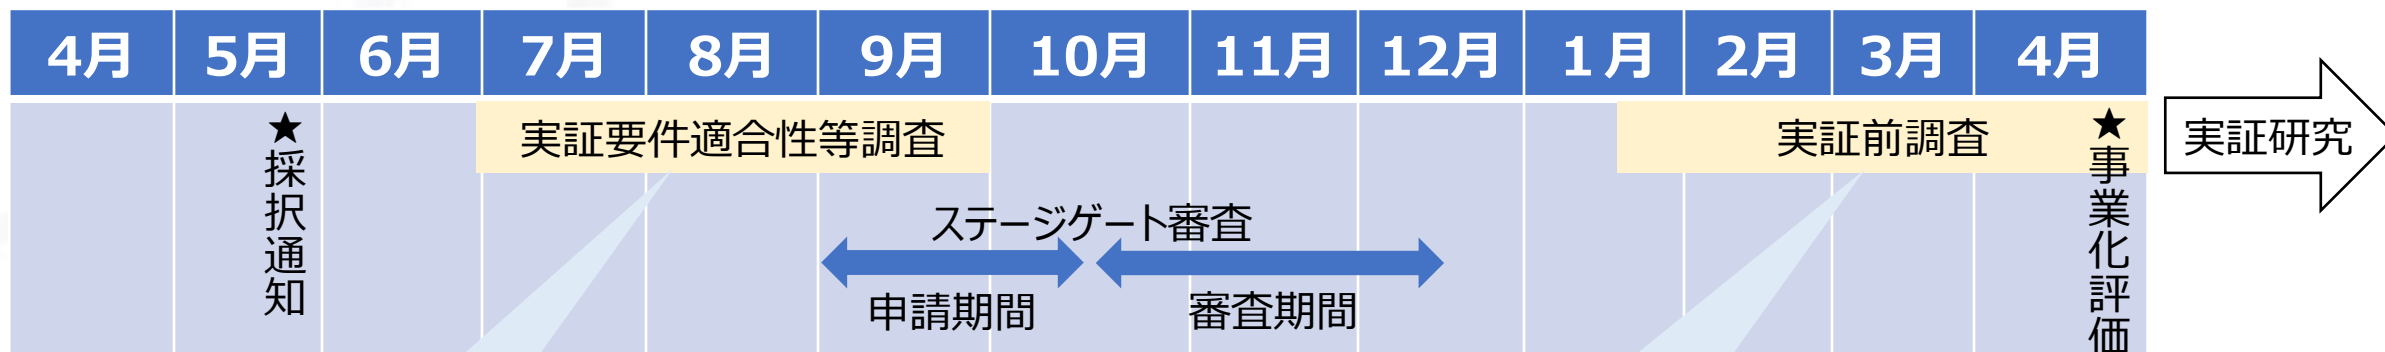 4月 5月 6月 7月 8月 9月 10月 11月 12月 1月 2月 3月 4月
★採択通知
実証要件適合性等調査
実証前調査
★事業化評価
実証研究
ステージゲート審査
申請期間
審査期間